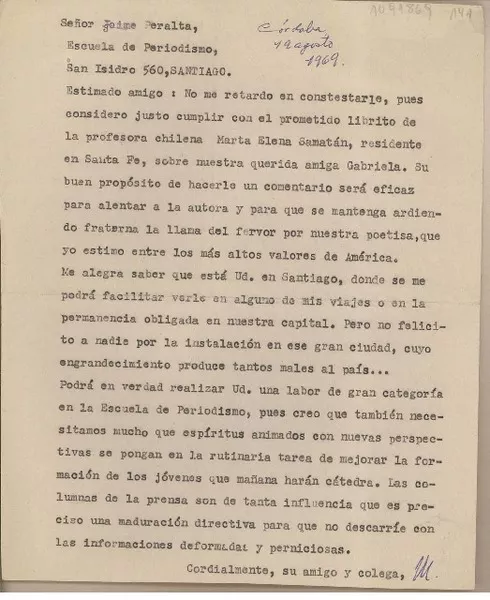 1091869 141
Señor Jaime Peralta,
Córdoba,
Escuela de Periodismo,
19 agosto
San Isidro 560,SANTIAGO.
1969.
Estimado amigo : No me retardo en constestarle, pues
considero justo cumplir con el prometido librito de
la profesora chilena Marta Elena Samatán, residente
en Santa Fe, sobre nuestra querida amiga Gabriela. Su
buen propósito de hacerle un comentario será eficaz
para alentar a la autora y para que se mantenga ardien-
do fraterna la llama del fervor por nuestra poetisa,que
yo estimo entre los más altos valores de América.
Me alegra saber que está Ud. en Santiago, donde se me
podrá facilitar verle en alguno de mis viajes o en la
permanencia obligada en nuestra capital. Pero no felici-
to a nadie por la instalación en ese gran ciudad, cuyo
engrandecimiento produce tantos males al país...
Podrá en verdad realizar Ud. una labor de gran categoría
en la Escuela de Periodismo, pues creo que también nece-
sitamos mucho que espíritus animados con nuevas perspec-
tivas se pongan en la rutinaria tarea de mejorar la for-
mación de los jóvenes que mañana harán cátedra. Las co-
lumnas de la prensa son de tanta influencia que es pre-
ciso una maduración directiva para que no descarríe con
las informaciones deformadas y perniciosas.
Cordialmente, su amigo y colega,